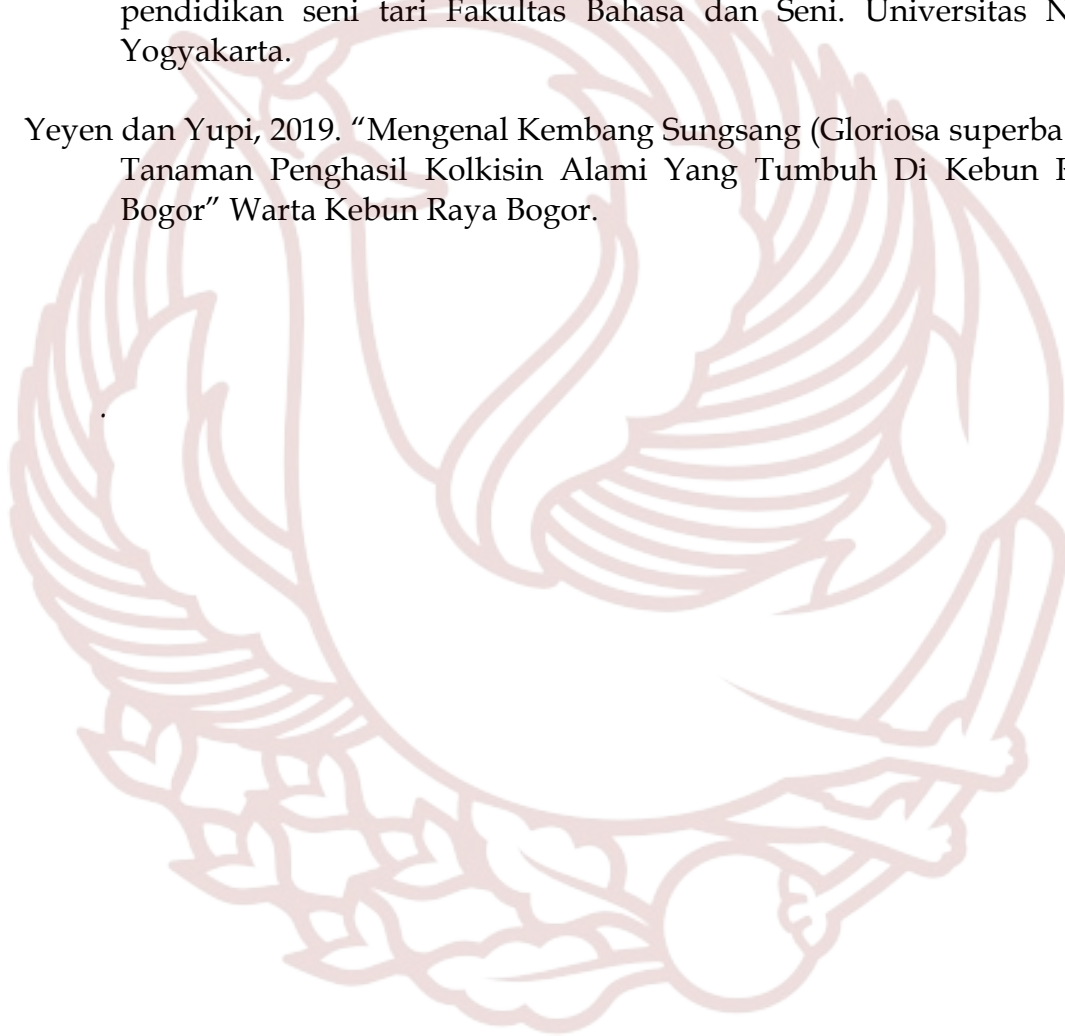 pendidikan seni tari Fakultas Bahasa dan Seni. Universitas N
Yogyakarta.
Yeyen dan Yupi, 2019. “Mengenal Kembang Sungsang (Gloriosa superba
Tanaman Penghasil Kolkisin Alami Yang Tumbuh Di Kebun
Bogor” Warta Kebun Raya Bogor.
.